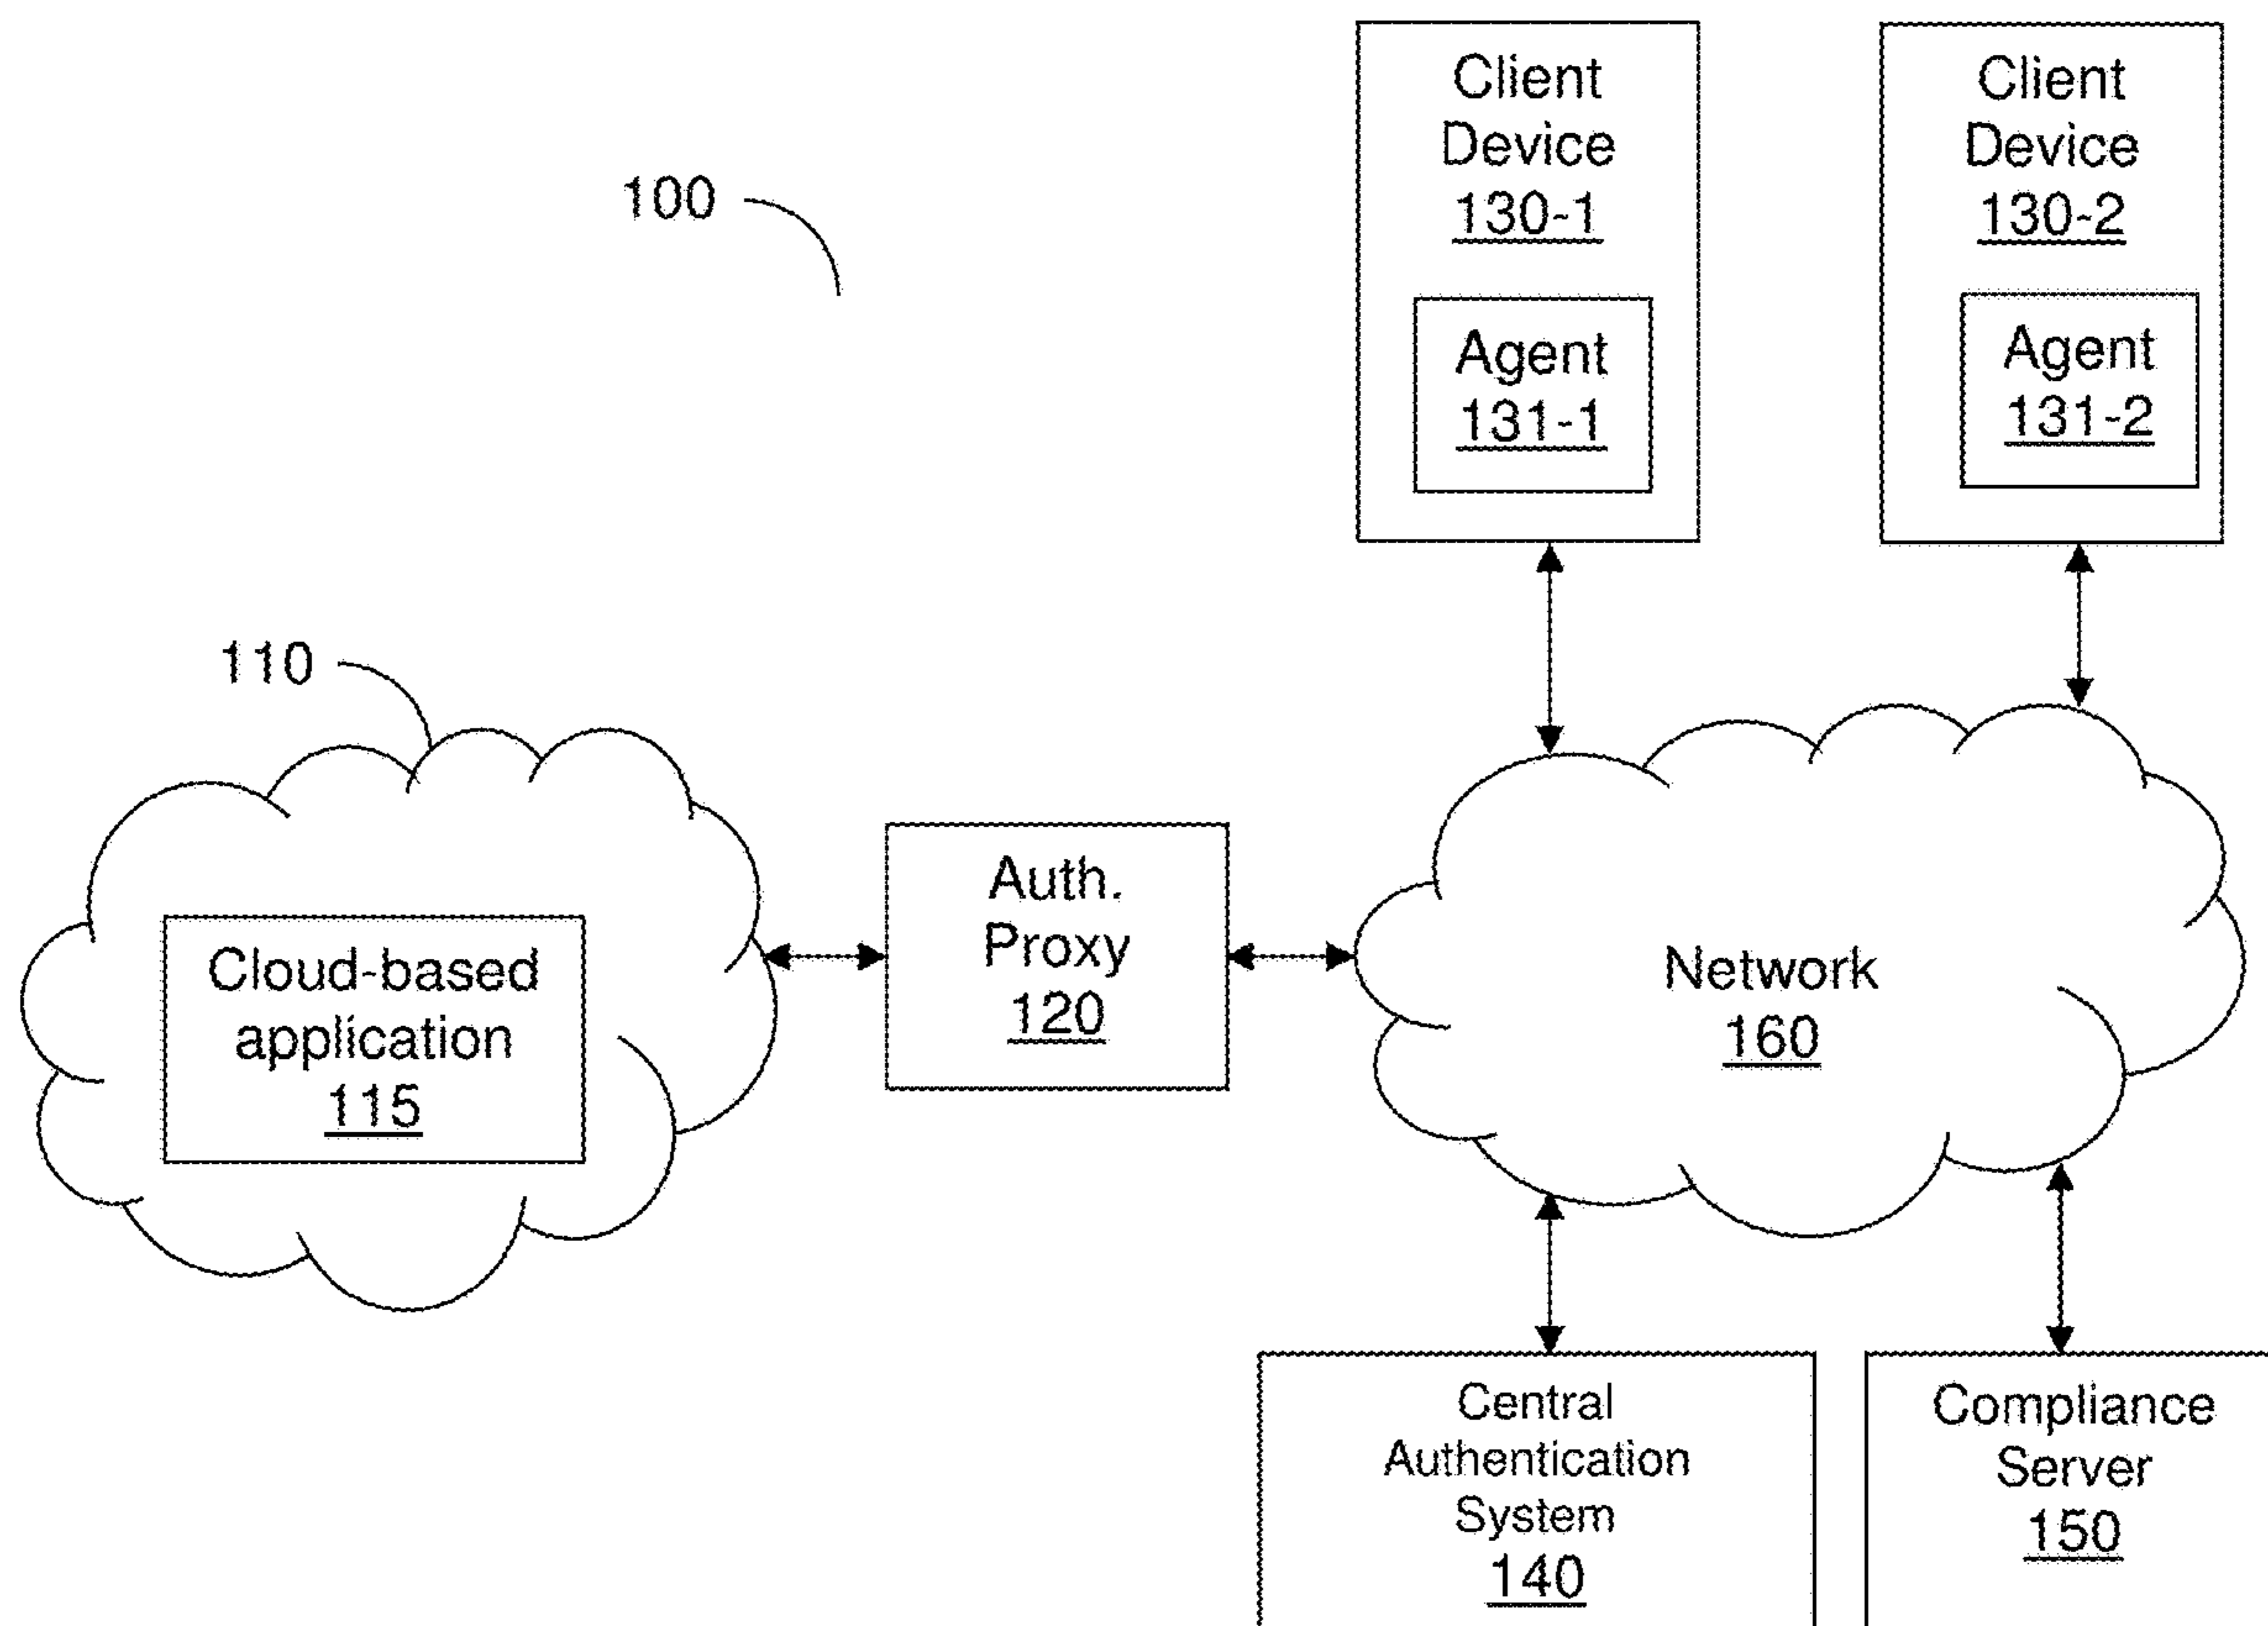 100
Client
Device
130-1
Agent
131-1
Client
Device
130-2
Agent
131-2
110
Cloud-based
application
115
Auth.
Proxy
120
Network
160
Central
Authentication
System
140
Compliance
Server
150